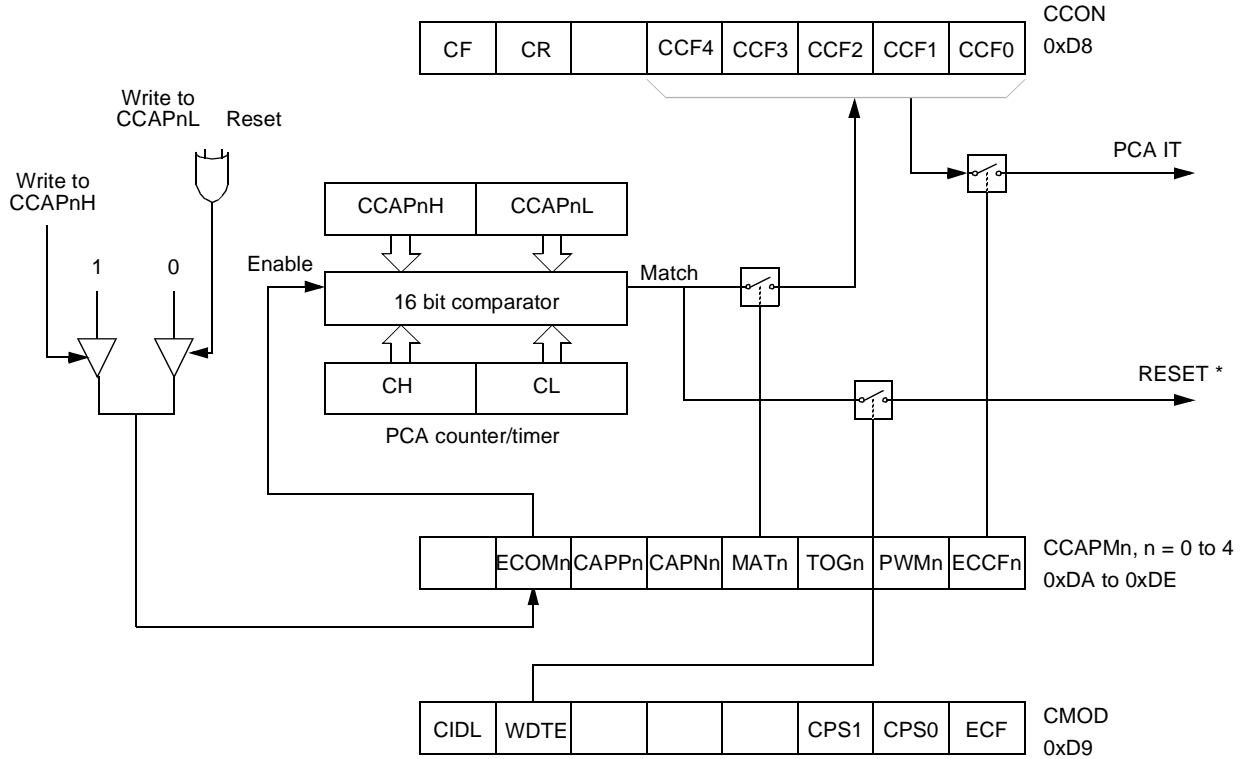 CCON
0xD8
CF CR CCF4 CCF3 CCF2 CCF1 CCF0
Write to
CCAPnL Reset
PCA IT
Write to
CCAPnH
CCAPnH CCAPnL
1 0 Enable
Match
16 bit comparator
CH CL
RESET *
PCA counter/timer
ECOMn CAPPn CAPNn MATn TOGn PWMn ECCFn
CCAPMn, n = 0 to 4
0xDA to 0xDE
CIDL WDTE CPS1 CPS0 ECF
CMOD
0xD9